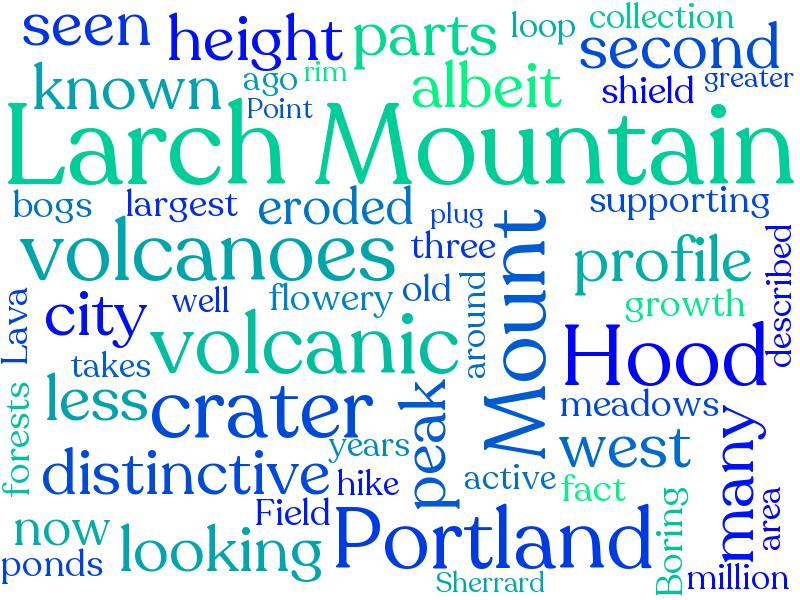 seen
height
parts
loop
collection
second
known
ago
rim
Point
albeit
shield
greater
Larch Mountain
bogs
largest
eroded
plug
supporting
volcanoes
three
Mount
profile
described
Lava
city
well
flowery
old
around
growth
takes
volcanic
Hood
forests
less
crater
peak
meadows
many
distinctive
years
hike
active
west
fact
area
now
looking
Field
Portland
Boring
ponds
Sherrard
million